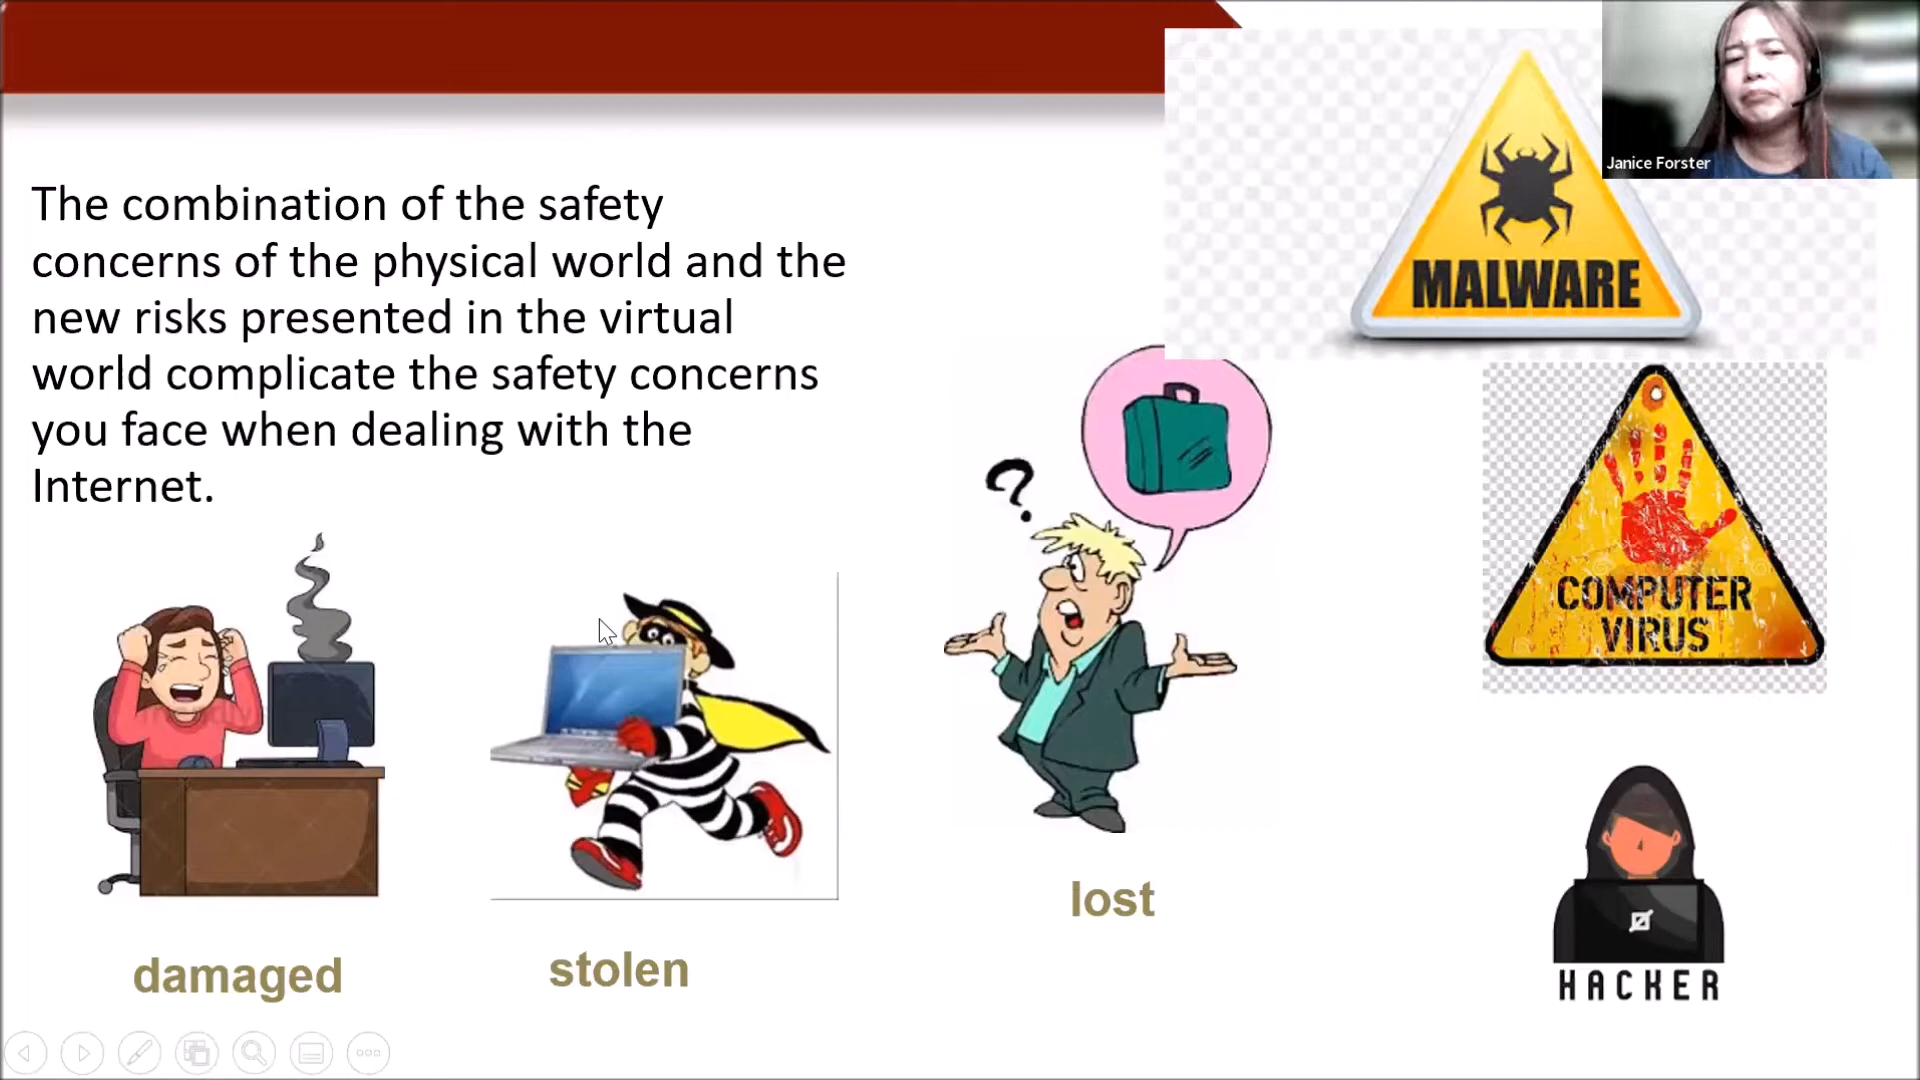 The combination of the safety
concerns of the physical world and the
new risks presented in the virtual
world complicate the safety concerns
you face when dealing with the
Internet.
MALWARE
Janice Forster
?
COMPUTER
VIRUS
damaged
stolen
lost
HACKER